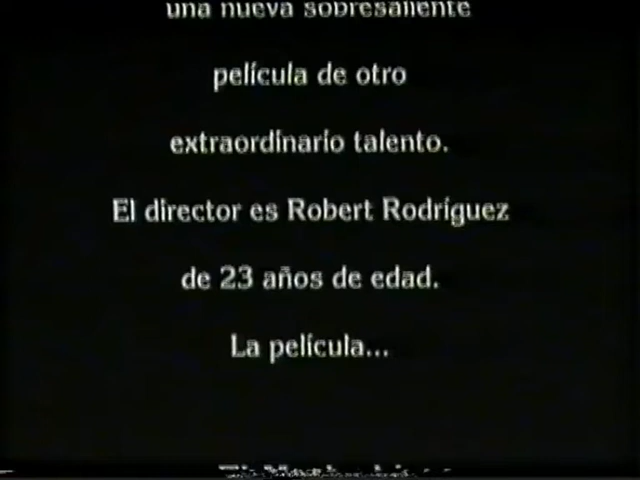 una nueva sobresaliente
película de otro
extraordinario talento.
El director es Robert Rodríguez
de 23 años de edad.
La película...